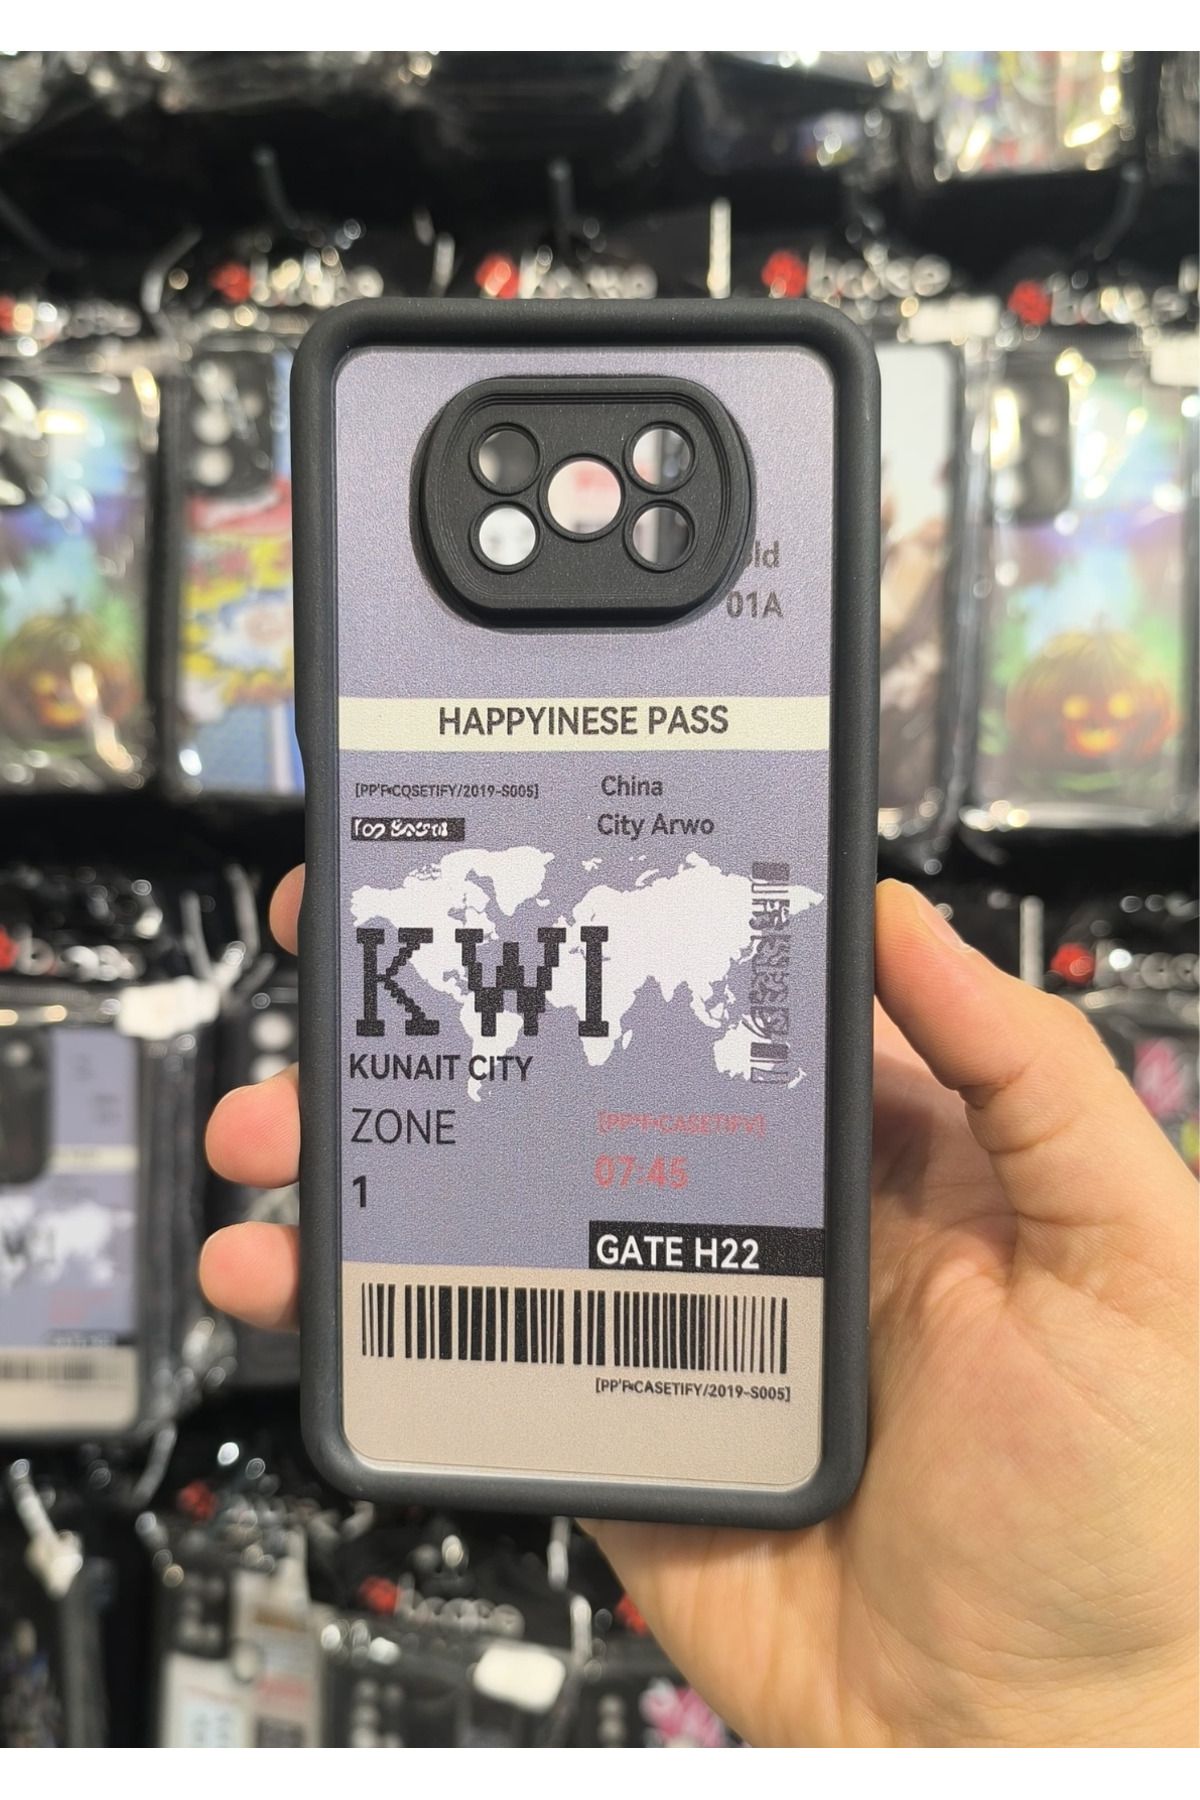 01A
HAPPYINESE PASS
[PP'F×CQSETIFY/2019-S005]
China
City Arwo
KWI
KUNAIT CITY
ZONE
1
07:45
GATE H22
[PP'F×CASETIFY/2019-S005]